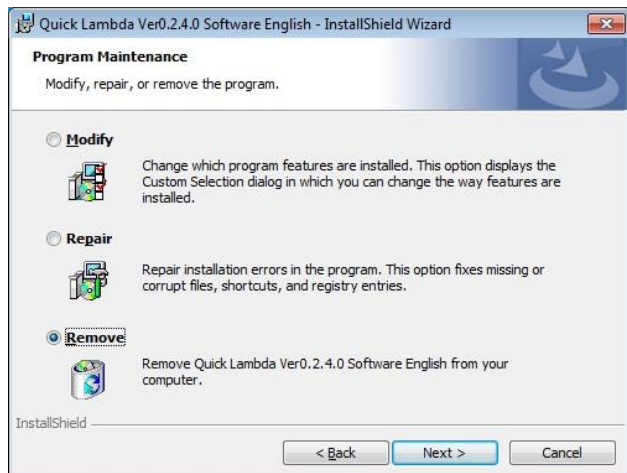 Quick Lambda Ver0.2.4.0 Software English - InstallShield Wizard
Program Maintenance
Modify, repair, or remove the program.
Modify
Change which program features are installed. This option displays the
Custom Selection dialog in which you can change the way features are
installed.
Repair
Repair installation errors in the program. This option fixes missing or
corrupt files, shortcuts, and registry entries.
Remove
Remove Quick Lambda Ver0.2.4.0 Software English from your
computer.
InstallShield
< Back
Next >
Cancel